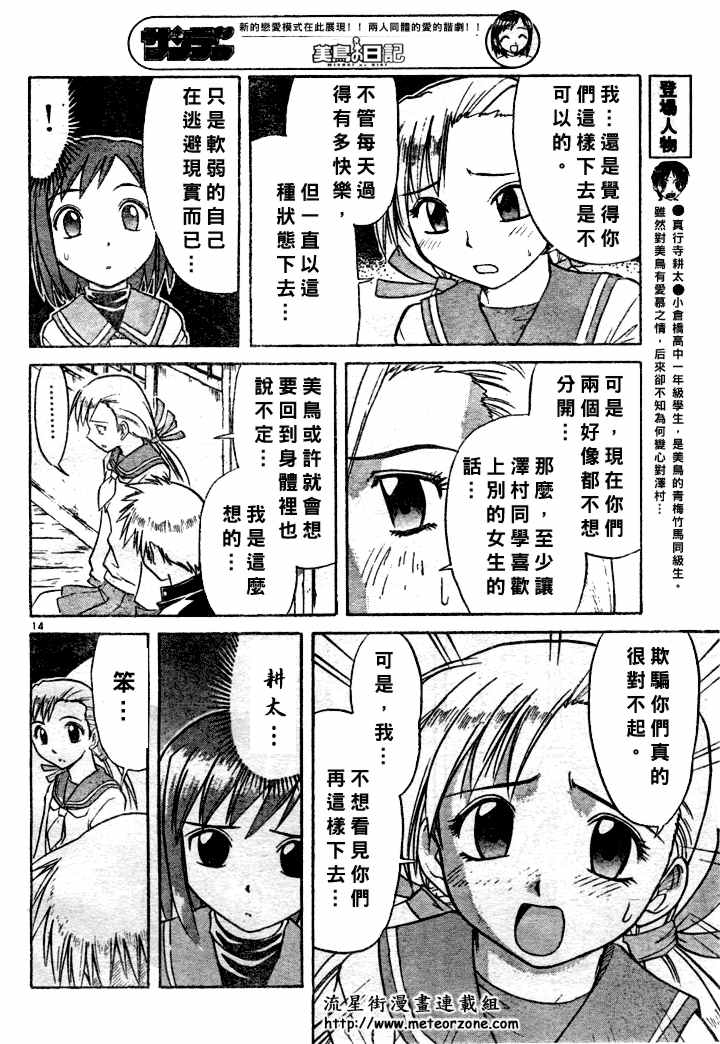 サンデー
新的戀愛模式在此展現!！兩人同體的愛的諧劇!！
美鳥の日記
登場人物
●真行寺耕太●小倉橋高中一年級學生，是美鳥的青梅竹馬同級生。
雖然對美鳥有愛慕之情，后來卻不知為何變心對澤村…
我…還是覺得你
們這樣下去是不
可以的。
不管每天過
得有多快樂，
但一直以這
種狀態下去…
只是軟弱的自己
在逃避現實而已…
！
可是，現在你們
兩個好像都不想
分開…
那麼，至少讓
澤村同學喜歡
上別的女生的
話…
美鳥或許就會想
要回到身體裡也
說不定…
我是這麼
想的…
………
14
欺騙你們真的
很對不起。
可是，我…
不想看見你們
再這樣下去…
耕太…
笨…
流星街漫畫連載組
http://www.meteorzone.com/